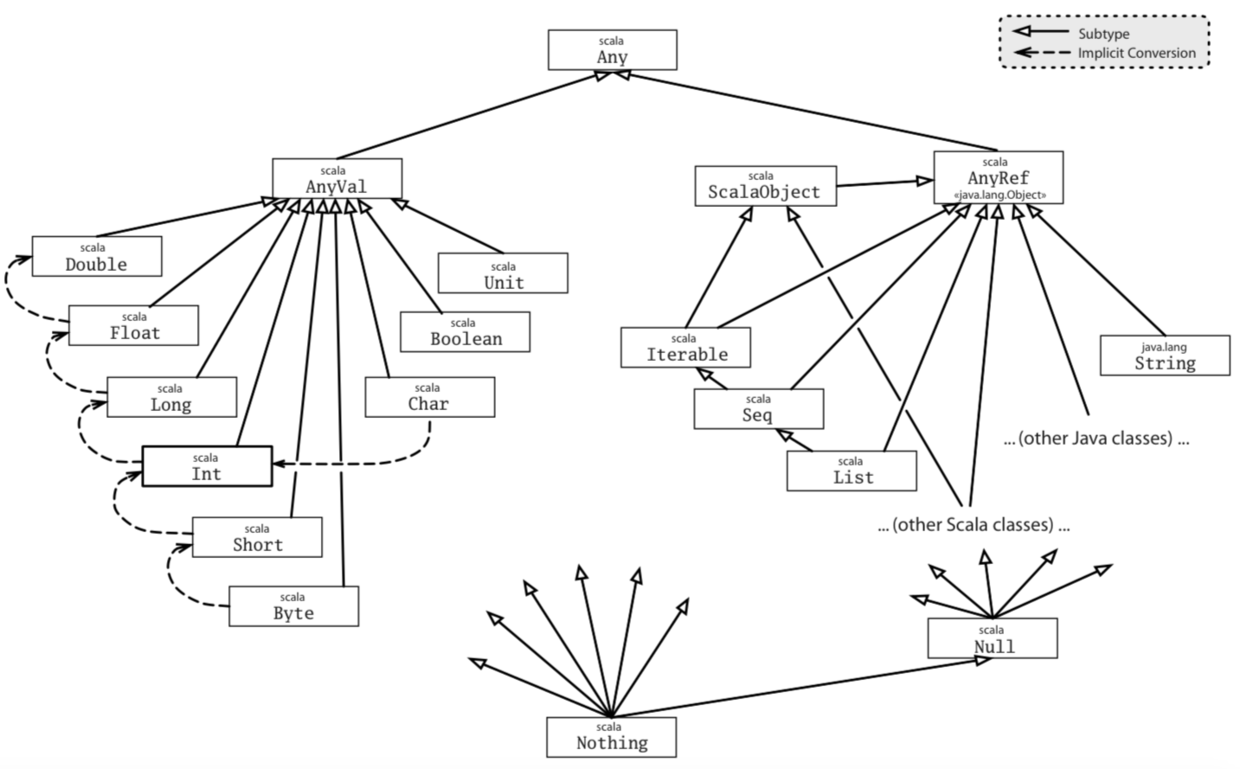 scala
Any
Subtype
Implicit Conversion
scala
AnyVal
scala
ScalaObject
scala
AnyRef
«java.lang.Object»
scala
Double
scala
Unit
scala
Float
scala
Boolean
scala
Iterable
java.lang
String
scala
Long
scala
Char
scala
Seq
... (other Java classes) ...
scala
Int
scala
List
scala
Short
... (other Scala classes) ...
scala
Byte
scala
Null
scala
Nothing